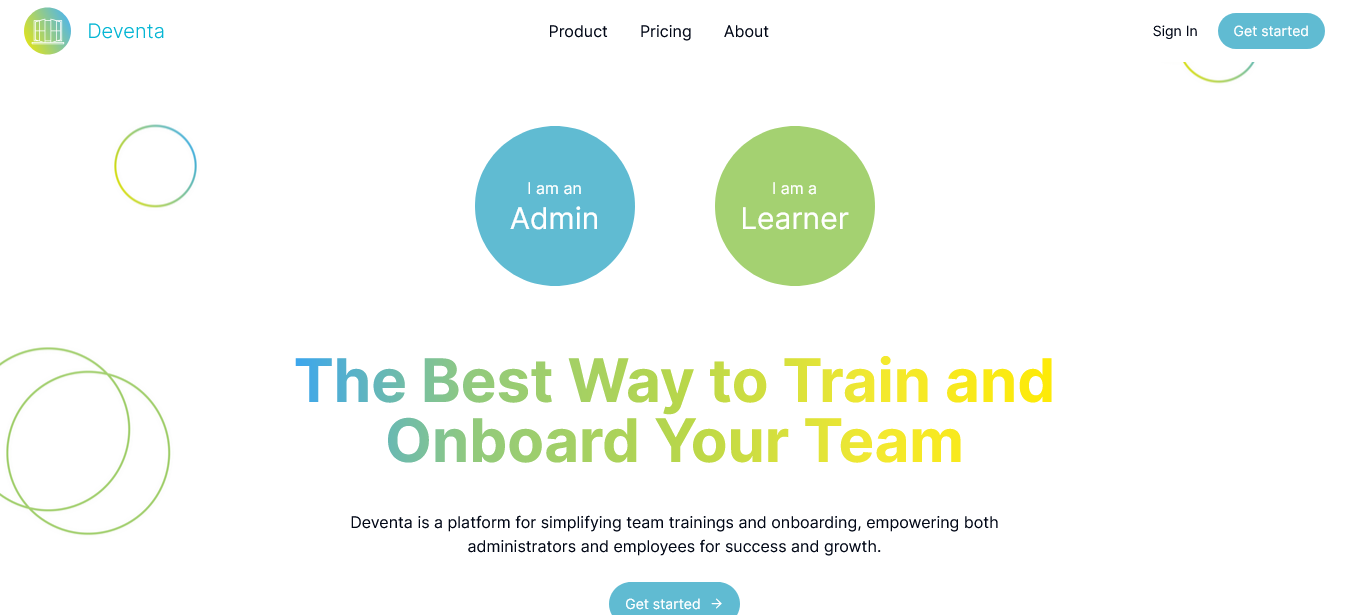 Deventa
Product
Pricing
About
Sign In
Get started
I am an
Admin
I am a
Learner
The Best Way to Train and
Onboard Your Team
Deventa is a platform for simplifying team trainings and onboarding, empowering both
administrators and employees for success and growth.
Get started →